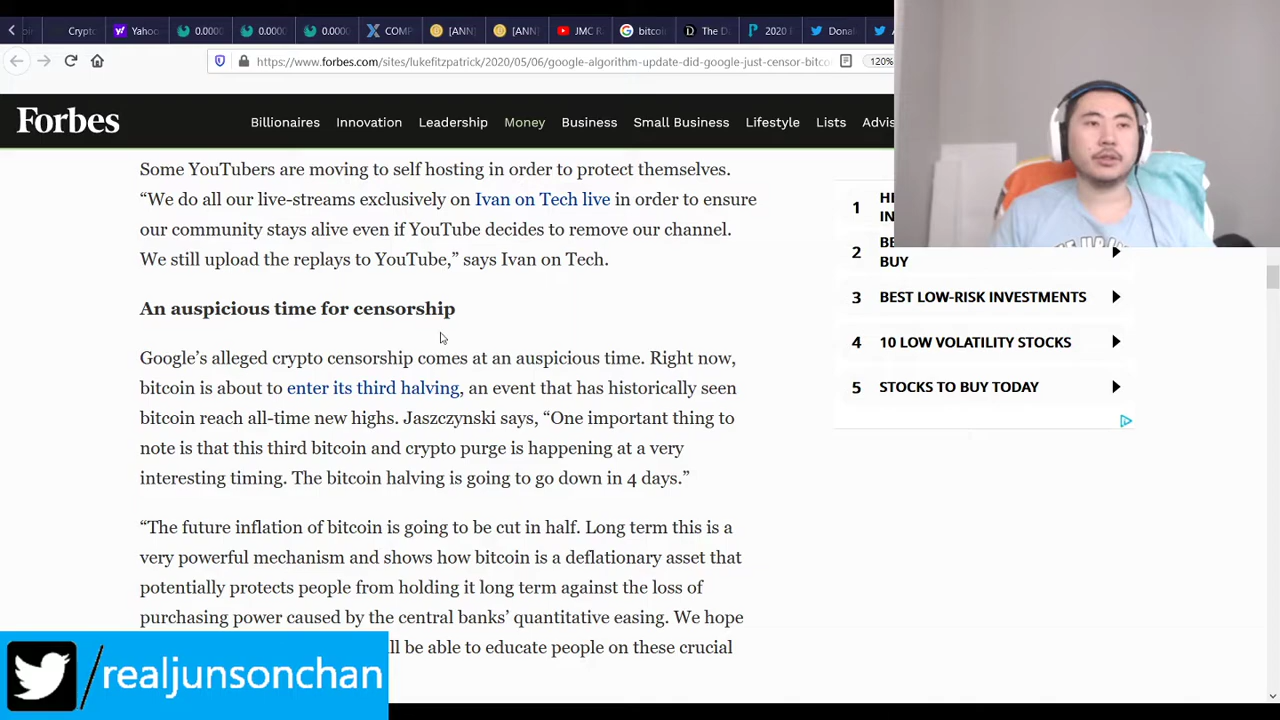 Crypto
Yahoo
0.0000
0.0000
0.0000
COMP
[ANN]
[ANN]
JMC R
bitcoi
The D
2020
Donal
https://www.forbes.com/sites/lukefitzpatrick/2020/05/06/google-algorithm-update-did-google-just-censor-bitco
120%
Forbes
Billionaires
Innovation
Leadership
Money
Business
Small Business
Lifestyle
Lists
Advis
Some YouTubers are moving to self hosting in order to protect themselves.
“We do all our live-streams exclusively on Ivan on Tech live in order to ensure
our community stays alive even if YouTube decides to remove our channel.
We still upload the replays to YouTube,” says Ivan on Tech.
An auspicious time for censorship
Google’s alleged crypto censorship comes at an auspicious time. Right now,
bitcoin is about to enter its third halving, an event that has historically seen
bitcoin reach all-time new highs. Jaszczynski says, “One important thing to
note is that this third bitcoin and crypto purge is happening at a very
interesting timing. The bitcoin halving is going to go down in 4 days.”
“The future inflation of bitcoin is going to be cut in half. Long term this is a
very powerful mechanism and shows how bitcoin is a deflationary asset that
potentially protects people from holding it long term against the loss of
purchasing power caused by the central banks’ quantitative easing. We hope
ll be able to educate people on these crucial
1
IN
2
BUY
3 BEST LOW-RISK INVESTMENTS
4 10 LOW VOLATILITY STOCKS
5 STOCKS TO BUY TODAY
/realjunsonchan